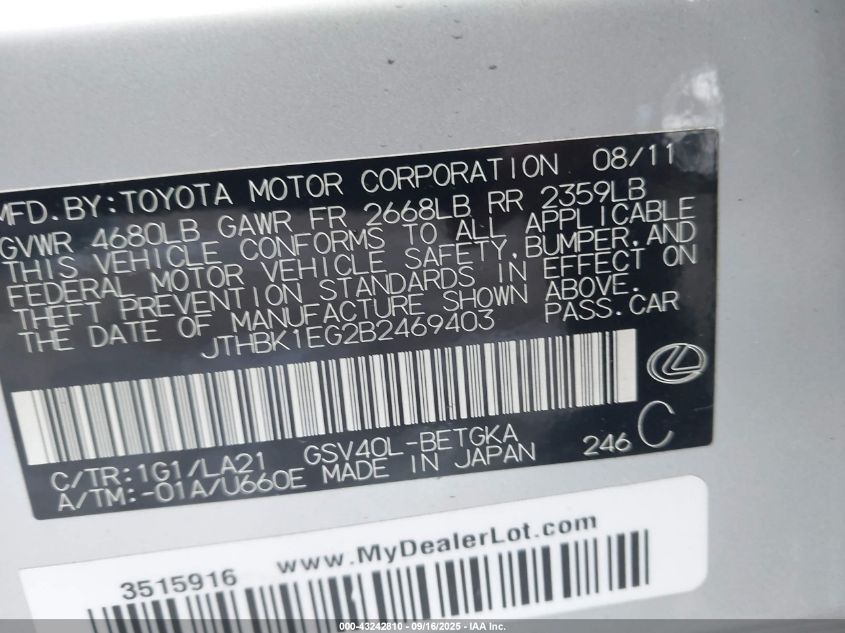 MFD.BY:TOYOTA MOTOR CORPORATION 08/11
GVWR 4680LB GAWR FR 2668LB RR 2359LB
THIS VEHICLE CONFORMS TO ALL APPLICABLE
FEDERAL MOTOR VEHICLE SAFETY,BUMPER,AND
THEFT PREVENTION STANDARDS IN EFFECT ON
THE DATE OF MANUFACTURE SHOWN ABOVE.
JTHBK1EG2B2469403 PASS.CAR
C/TR:1G1/LA21 GSV40L-BETGKA 246 C
A/TM:-01A/U660E MADE IN JAPAN
www.MyDealerLot.com
3515916
000-43242810 - 09/16/2025 - IAA Inc.